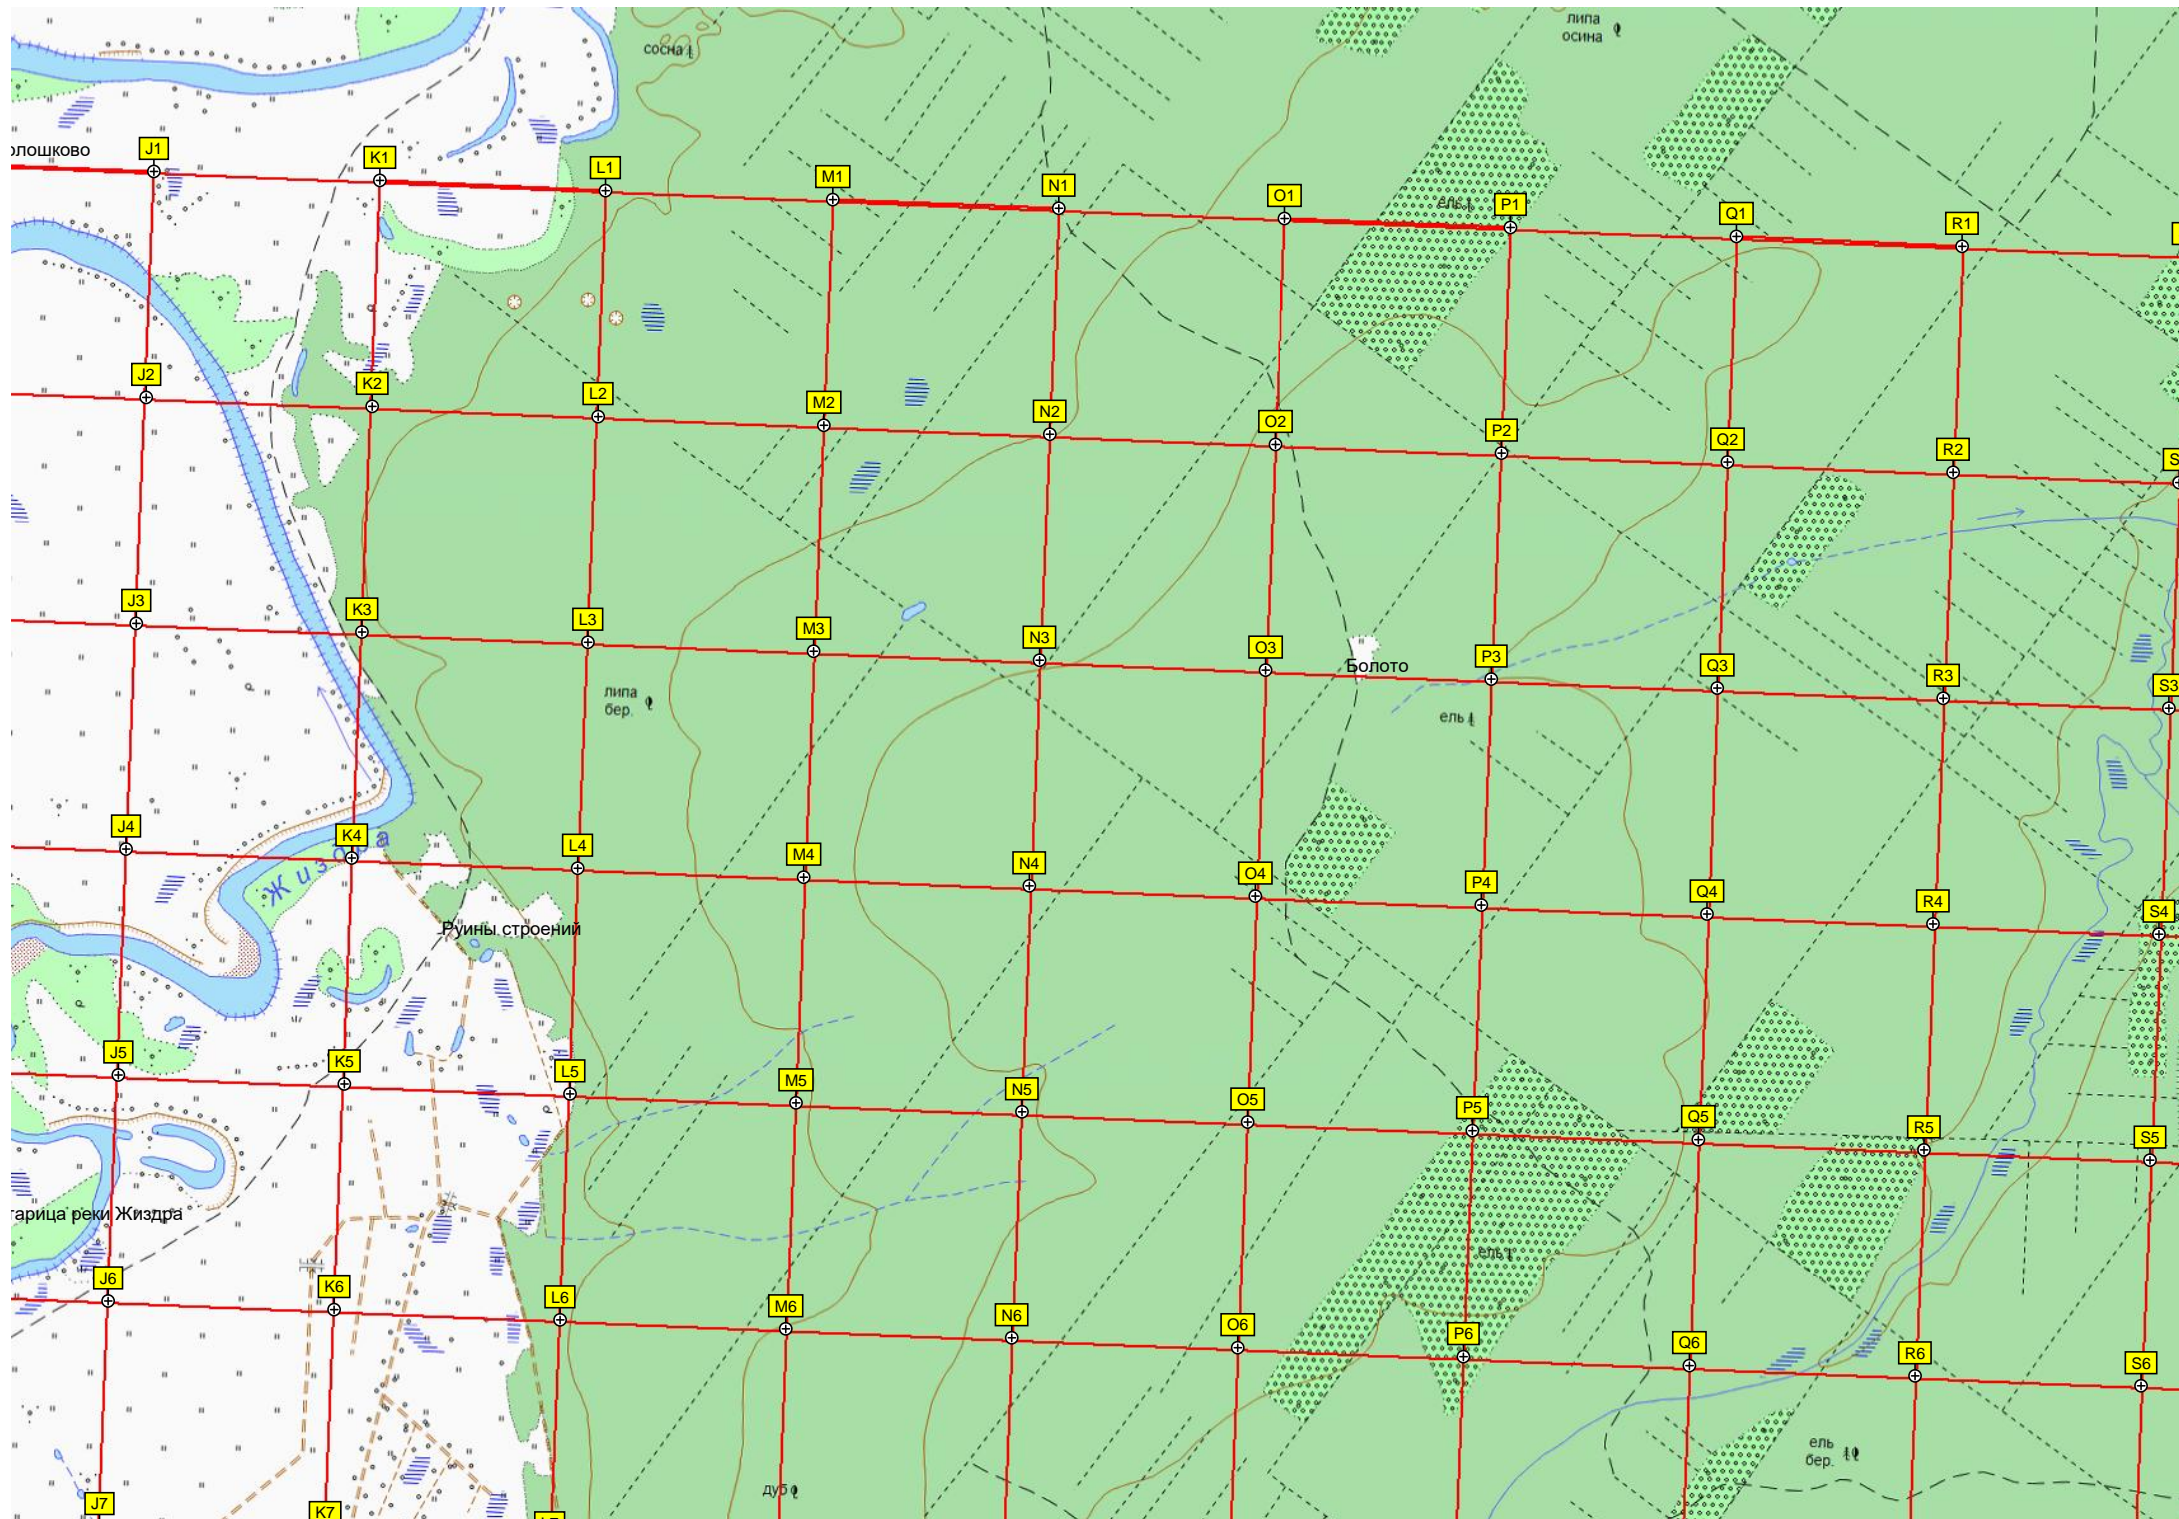 липа
осина
сосна
олошково
J1
K1
L1
M1
N1
O1
ель
P1
Q1
R1
J2
K2
L2
M2
N2
O2
P2
Q2
R2
S
J3
K3
L3
M3
N3
O3
Болото
P3
Q3
R3
S3
липа
бер.
ель
J4
K4
Жиздра
L4
M4
N4
O4
P4
Q4
R4
S4
Руины строений
J5
K5
L5
M5
N5
O5
P5
Q5
R5
S5
тарица реки Жиздра
ель
J6
K6
L6
M6
N6
O6
P6
Q6
R6
S6
ель
бер.
дуб
J7
K7